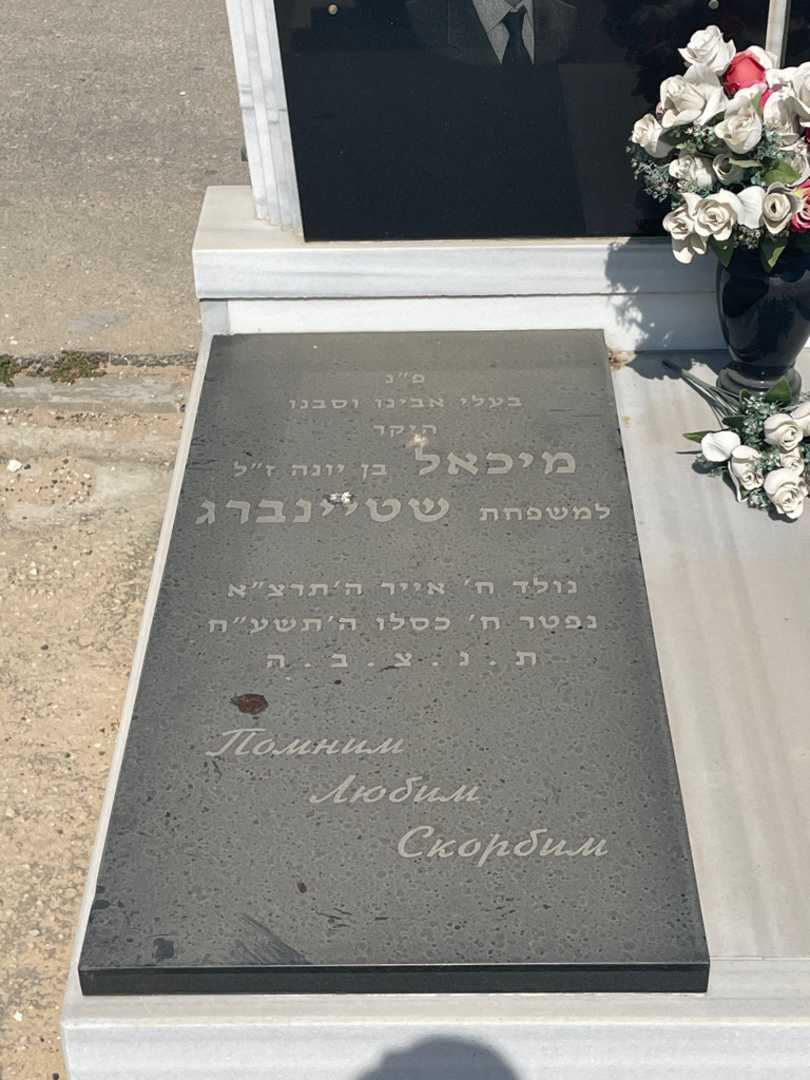 פ״נ
בעלי אבינו וסבנו
היקר
מיכאל בן יונה ז״ל
למשפחת שטיינברג
נולד ח׳ אייר ה׳תרצ״א
נפטר ח׳ כסלו ה׳תשע״ח
ת . נ . צ . ב . ה
Помним
Любим
Скорбим